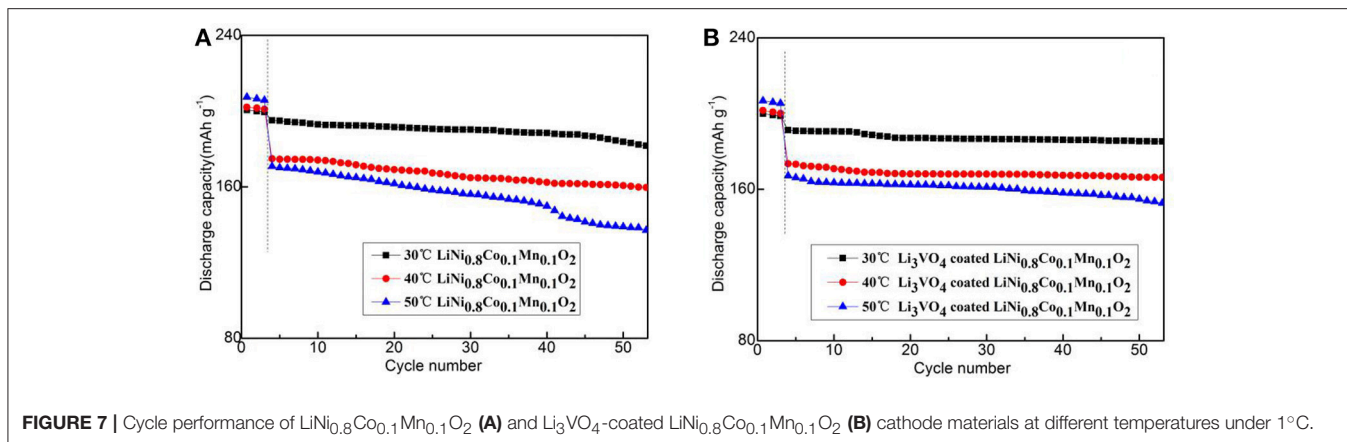 A
240
160
80
Discharge capacity(mAh g⁻¹)
30℃ LiNi₀.₈Co₀.₁Mn₀.₁O₂
40℃ LiNi₀.₈Co₀.₁Mn₀.₁O₂
50℃ LiNi₀.₈Co₀.₁Mn₀.₁O₂
0 10 20 30 40 50
Cycle number
B
240
160
80
Discharge capacity(mAh g⁻¹)
30℃ Li₃VO₄ coated LiNi₀.₈Co₀.₁Mn₀.₁O₂
40℃ Li₃VO₄ coated LiNi₀.₈Co₀.₁Mn₀.₁O₂
50℃ Li₃VO₄ coated LiNi₀.₈Co₀.₁Mn₀.₁O₂
0 10 20 30 40 50
Cycle number
FIGURE 7 | Cycle performance of LiNi₀.₈Co₀.₁Mn₀.₁O₂ (A) and Li₃VO₄-coated LiNi₀.₈Co₀.₁Mn₀.₁O₂ (B) cathode materials at different temperatures under 1°C.